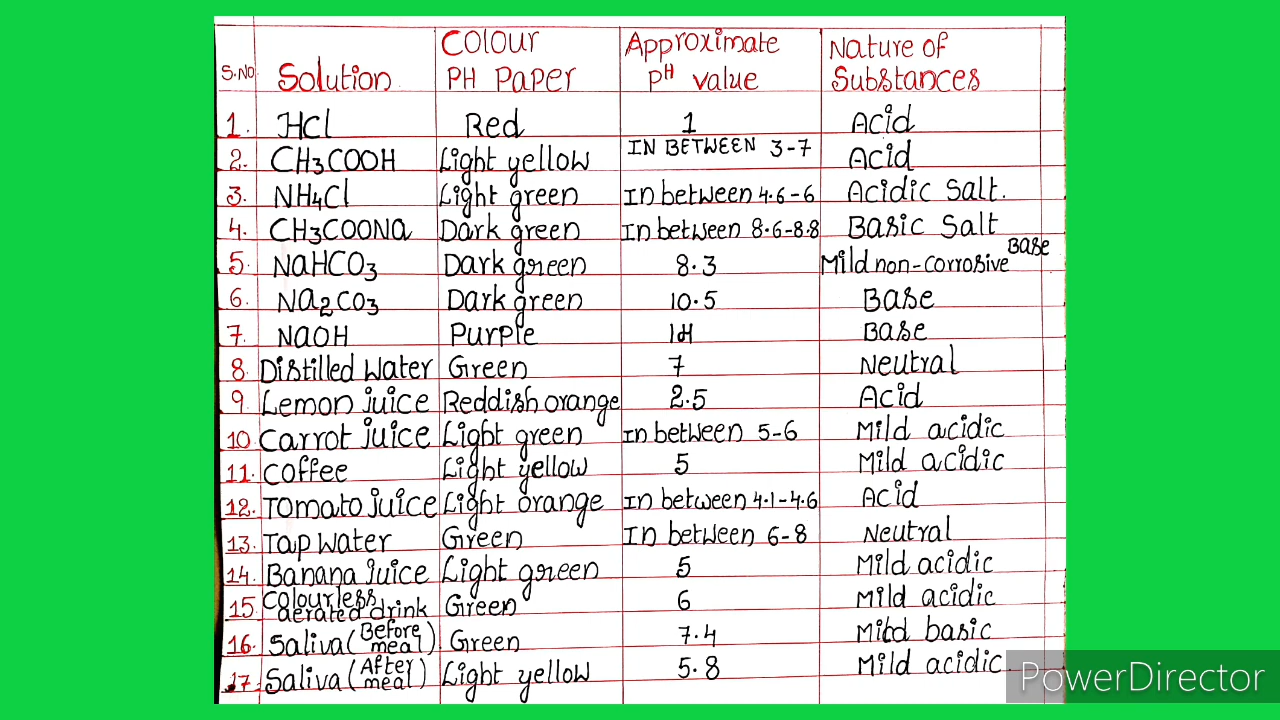 S.No Solution Colour PH Paper Approximate PH value Nature of Substances
1. HCl Red 1 Acid
2. CH3COOH Light yellow IN BETWEEN 3-7 Acid
3. NH4Cl Light green In between 4.6-6 Acidic Salt.
4. CH3COONa Dark green In between 8.6-8.8 Basic Salt
5. NaHCO3 Dark green 8.3 Mild non-corrosive Base
6. Na2CO3 Dark green 10.5 Base
7. NaOH Purple 14 Base
8. Distilled water Green 7 Neutral
9. Lemon juice Reddish orange 2.5 Acid
10. Carrot juice Light green In between 5-6 Mild acidic
11. Coffee Light yellow 5 Mild acidic
12. Tomato juice Light orange In between 4.1-4.6 Acid
13. Tap water Green In between 6-8 Neutral
14. Banana juice Light green 5 Mild acidic
15. Colourless aerated drink Green 6 Mild acidic
16. Saliva (Before meal) Green 7.4 Mild basic
17. Saliva (After meal) Light yellow 5.8 Mild acidic
PowerDirector